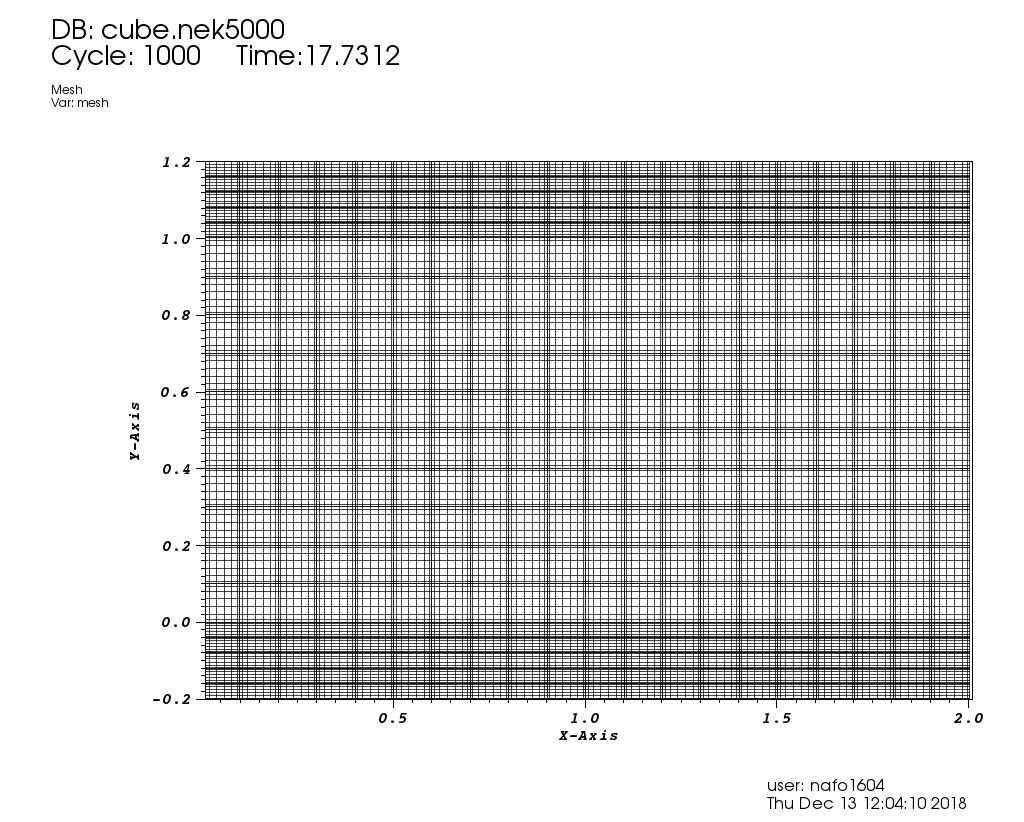 DB: cube.nek5000
Cycle: 1000 Time:17.7312
Mesh
Var: mesh
1.2
1.0
0.8
0.6
0.4
0.2
0.0
-0.2
Y-Axis
0.5 1.0 1.5 2.0
X-Axis
user: nafo1604
Thu Dec 13 12:04:10 2018